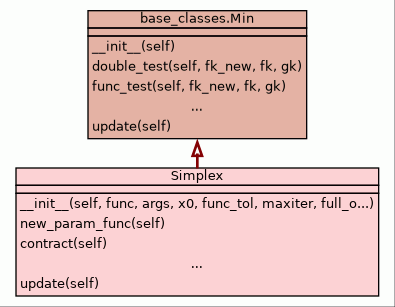 base_classes.Min
__init__(self)
double_test(self, fk_new, fk, gk)
func_test(self, fk_new, fk, gk)
...
update(self)
Simplex
__init__(self, func, args, x0, func_tol, maxiter, full_o...)
new_param_func(self)
contract(self)
...
update(self)